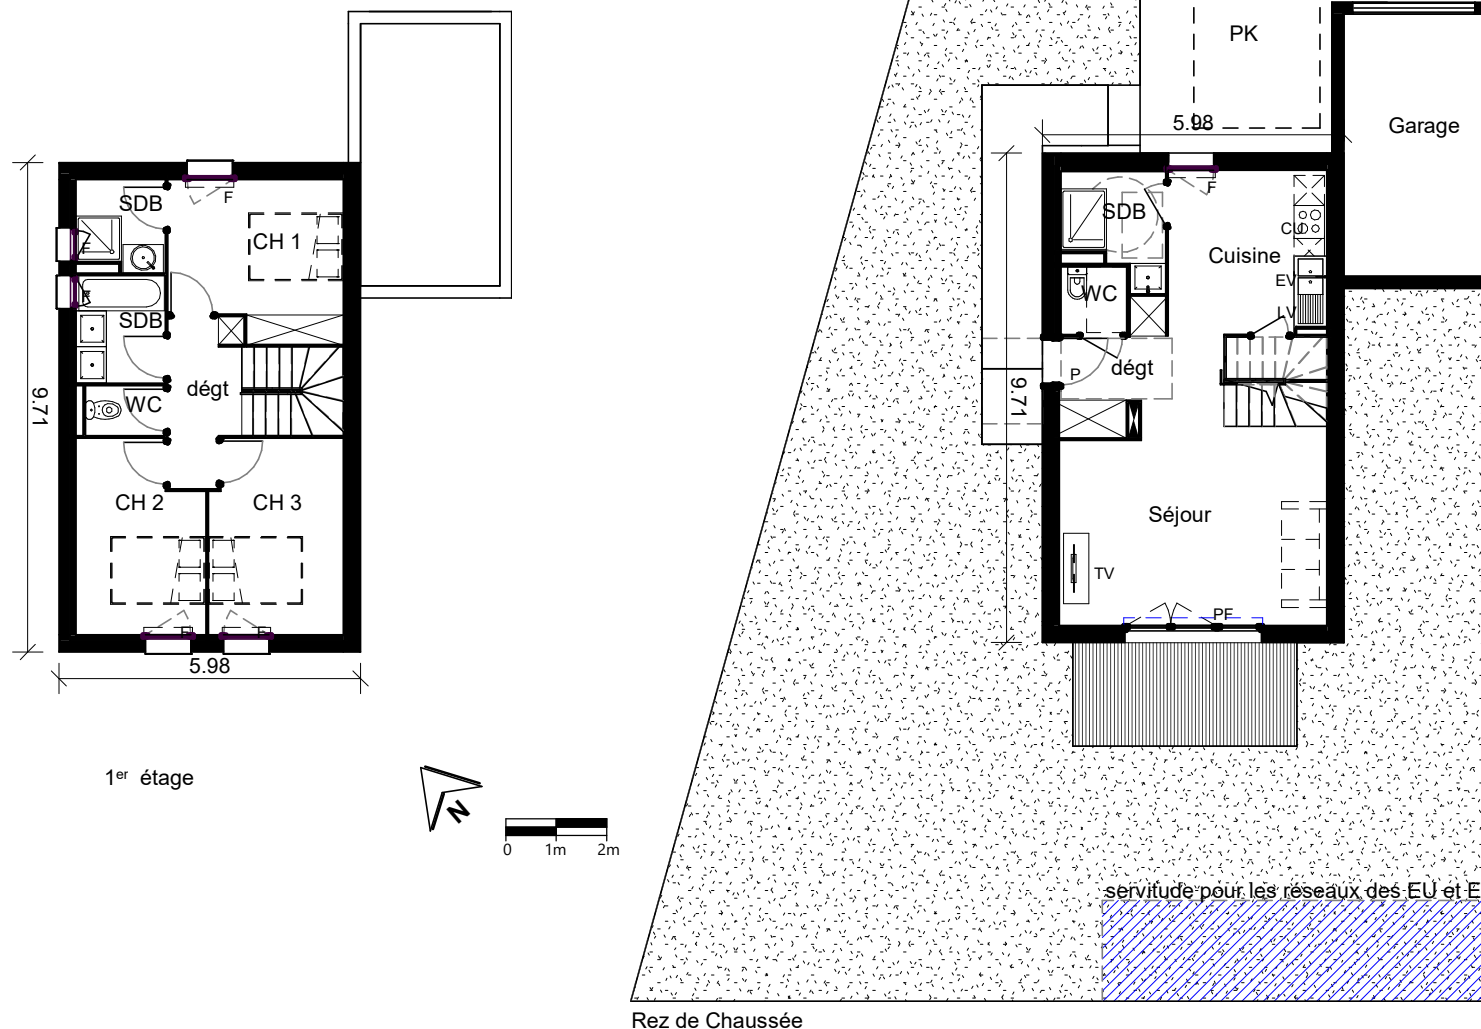 SDB
F
CH 1
F
F
SDB
dégt
WC
9.71
CH 2
CH 3
F
F
5.98
1er étage
N
0 1m 2m
PK
Garage
5.98
F
SDB
CU
Cuisine
EV
WC
LV
dégt
P
9.71
Séjour
TV
PF
servitude pour les réseaux des EU et E
Rez de Chaussée